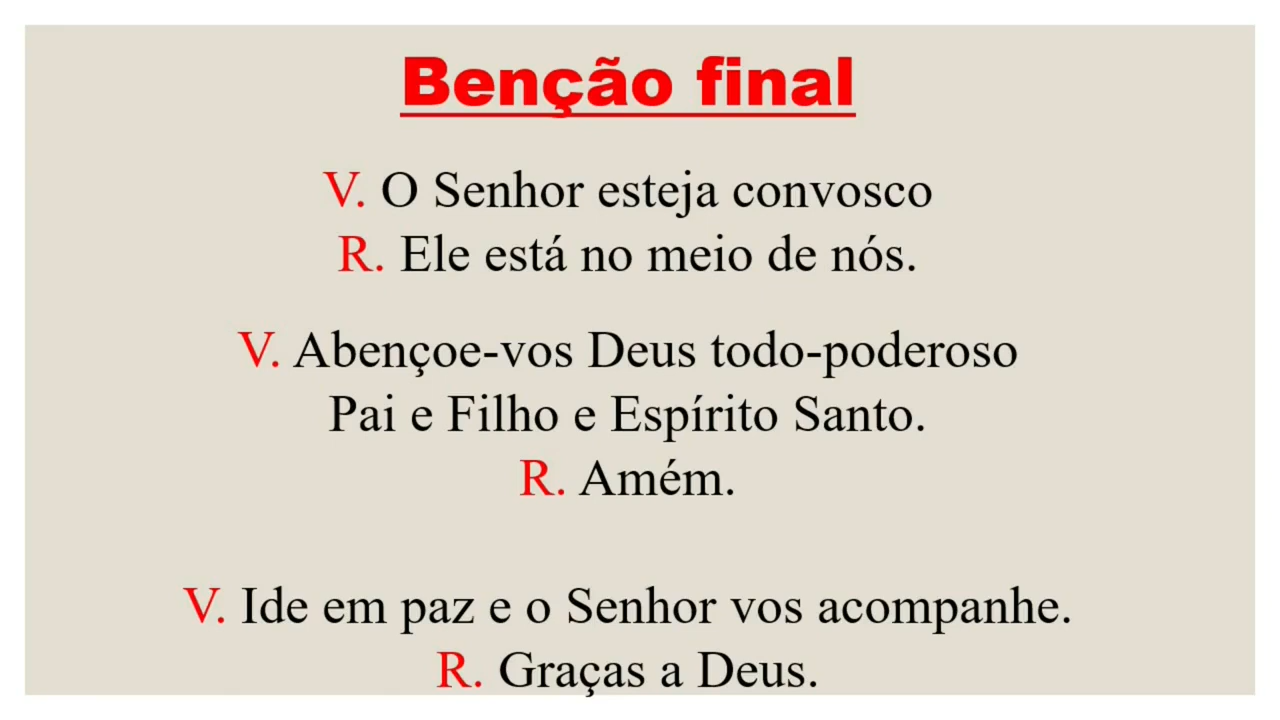 Benção final
V. O Senhor esteja convosco
R. Ele está no meio de nós.
V. Abençoe-vos Deus todo-poderoso
Pai e Filho e Espírito Santo.
R. Amém.
V. Ide em paz e o Senhor vos acompanhe.
R. Graças a Deus.